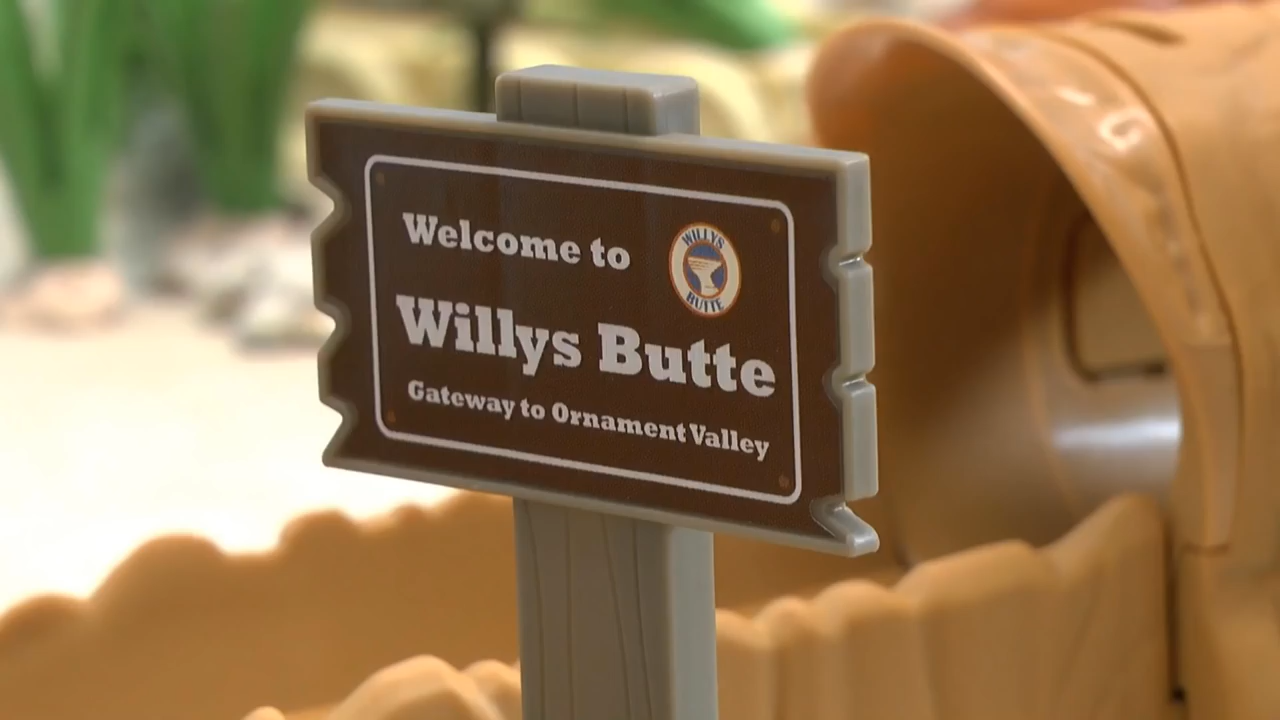 Welcome to
WILLYS
BUTTE
Willys Butte
Gateway to Ornament Valley